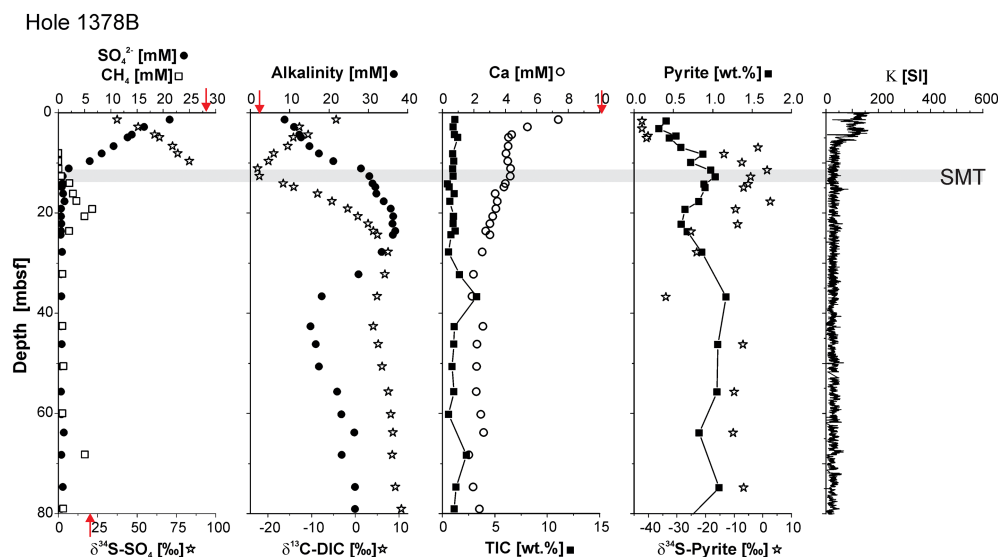 Hole 1378B
SO₄²⁻ [mM] ●
CH₄ [mM] □
Alkalinity [mM] ●
Ca [mM] ○
Pyrite [wt.%] ■
K [SI]
0 5 10 15 20 25 30
0 10 20 30 40
0 2 4 6 8 10
0 0.5 1.0 1.5 2.0
0 200 400 600
0
20
40
60
80
Depth [mbsf]
SMT
0 25 50 75 100
-20 -10 0 10
0 5 10 15
-40 -30 -20 -10 0 10
δ³⁴S-SO₄ [‰] ☆
δ¹³C-DIC [‰] ☆
TIC [wt.%] ■
δ³⁴S-Pyrite [‰] ☆